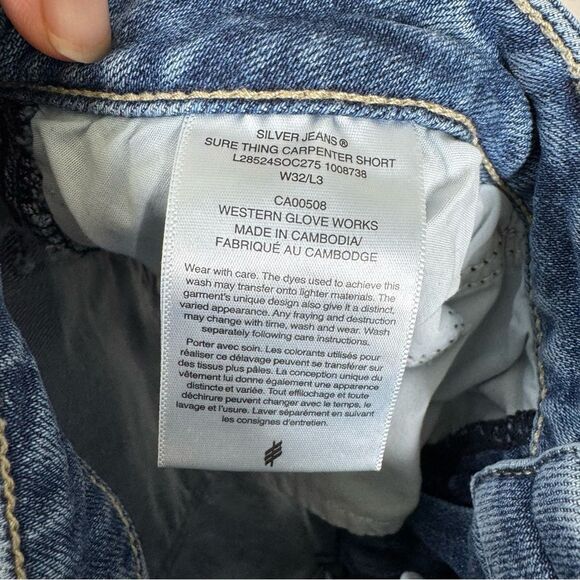 SILVER JEANS®
SURE THING CARPENTER SHORT
L28524SOC275 1008738
W32/L3
CA00508
WESTERN GLOVE WORKS
MADE IN CAMBODIA/
FABRIQUÉ AU CAMBODGE
Wear with care. The dyes used to achieve this
wash may transfer onto lighter materials. The
garment's unique design also give it a distinct,
varied appearance. Any fraying and destruction
may change with time, wash and wear. Wash
separately following care instructions.
Porter avec soin. Les colorants utilisés pour
réaliser ce délavage peuvent se transférer sur
des tissus plus pâles. La conception unique du
vêtement lui donne également une apparence
distincte et variée. Tout effilochage et toute
déchirure peuvent changer avec le temps, le
lavage et l'usure. Laver séparément en suivant
les consignes d'entretien.